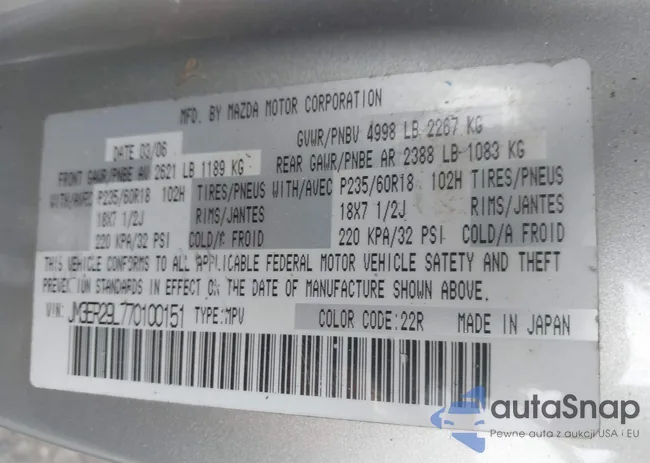 MFD. BY MAZDA MOTOR CORPORATION
DATE 03/06 GVWR/PNBV 4998 LB 2267 KG
FRONT GAWR/PNBE AV 2621 LB 1189 KG REAR GAWR/PNBE AR 2388 LB 1083 KG
WITH/AVEC P235/60R18 102H TIRES/PNEUS WITH/AVEC P235/60R18 102H TIRES/PNEUS
18X7 1/2J RIMS/JANTES 18X7 1/2J RIMS/JANTES
220 KPA/32 PSI COLD/A FROID 220 KPA/32 PSI COLD/A FROID
THIS VEHICLE CONFORMS TO ALL APPLICABLE FEDERAL MOTOR VEHICLE SAFETY AND THEFT
PREVENTION STANDARDS IN EFFECT ON THE DATE OF MANUFACTURE SHOWN ABOVE.
VIN: JM3ER29L770100151 TYPE:MPV COLOR CODE:22R MADE IN JAPAN
autaSnap
Pewne auta z aukcji USA i EU